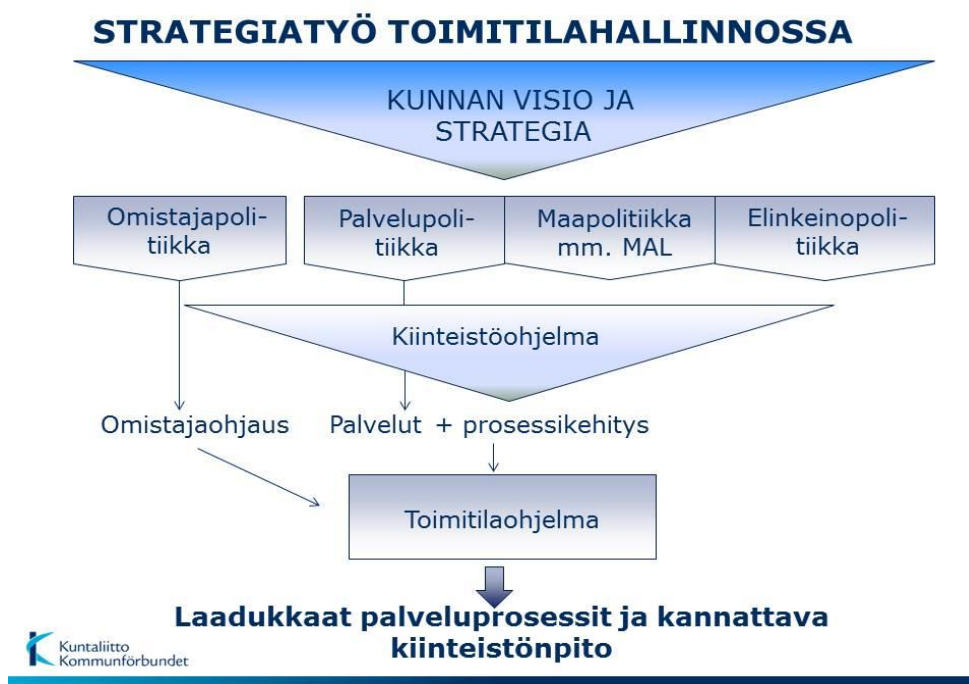 STRATEGIATYÖ TOIMITILAHALLINNOSSA
KUNNAN VISIO JA
STRATEGIA
Omistajapoli-
tiikka
Palvelupoli-
tiikka
Maapolitiikka
mm. MAL
Elinkeinopoli-
tiikka
Kiinteistöohjelma
Omistajaohjaus
Palvelut + prosessikehitys
Toimitilaohjelma
Laadukkaat palveluprosessit ja kannattava
kiinteistönpito
Kuntaliitto
Kommunförbundet